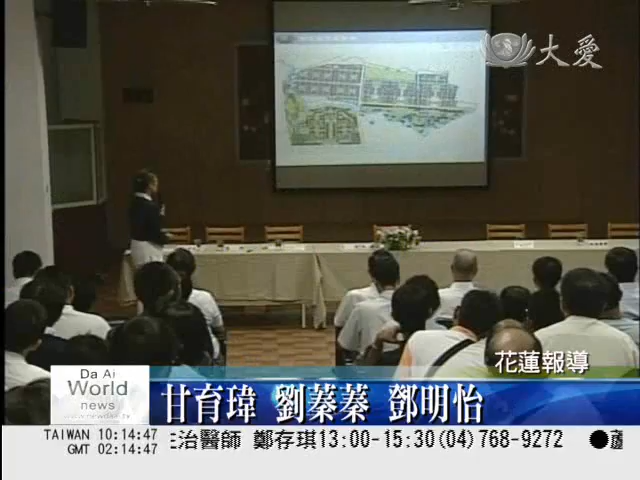 大愛
花蓮報導
Da Ai
World
news
甘育瑋 劉蓁蓁 鄧明怡
TAIWAN 10:14:47
GMT 02:14:47
主治醫師 鄭存琪13:00-15:30(04)768-9272 ●